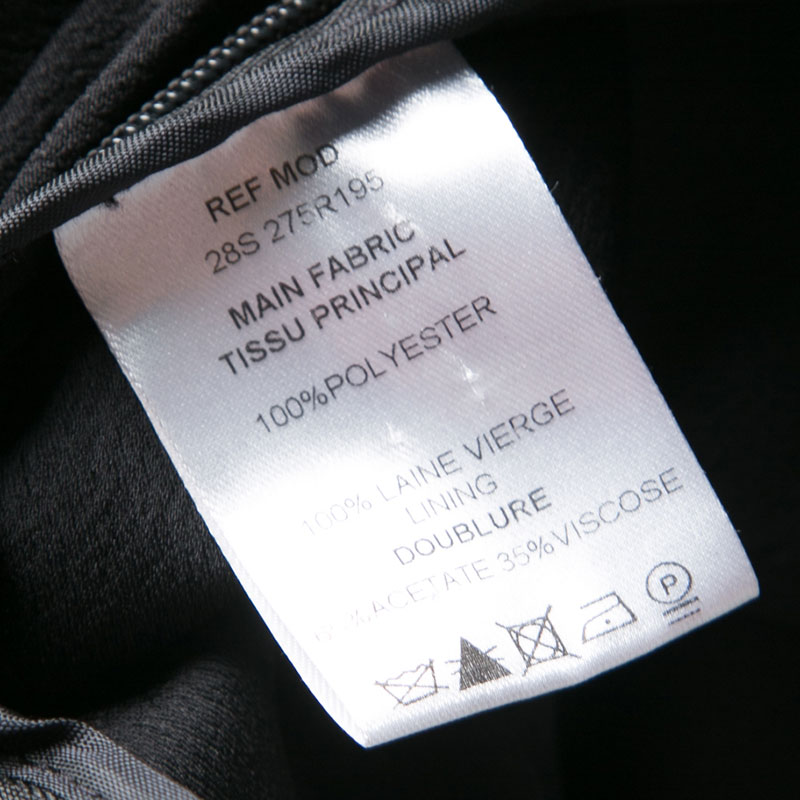 REF MOD
28S 275R195
MAIN FABRIC
TISSU PRINCIPAL
100%POLYESTER
100% LAINE VIERGE
LINING
DOUBLURE
ACETATE 35%VISCOSE
P